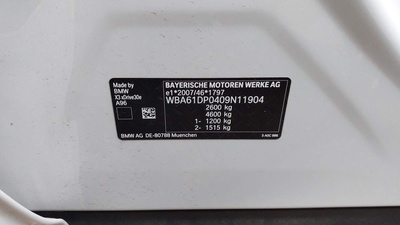 Made by
BMW
X3 xDrive30e
A96
BAYERISCHE MOTOREN WERKE AG
e1*2007/46*1797
WBA61DP0409N11904
2600 kg
4600 kg
1- 1200 kg
2- 1515 kg
BMW AG DE-80788 Muenchen